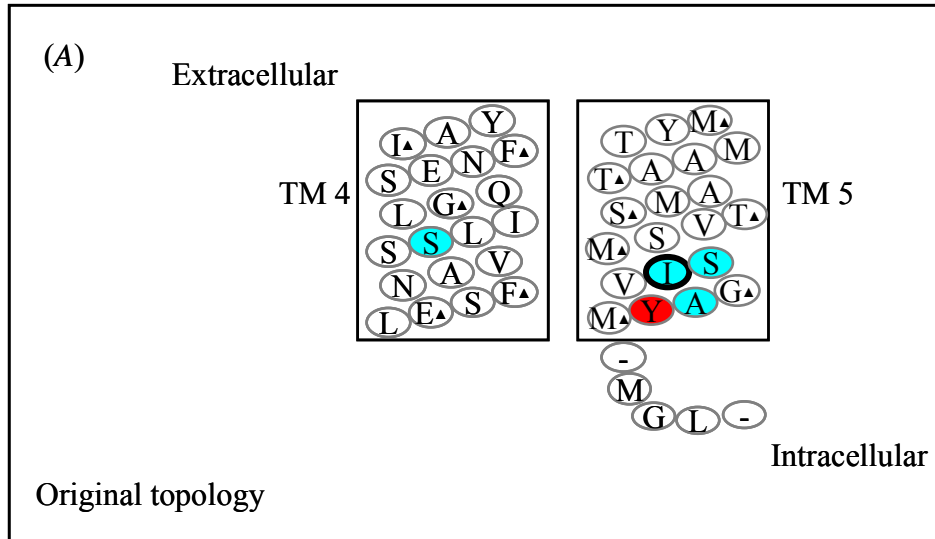 (A)
Extracellular
TM 4
I▲ A Y
S E N F▲
L G▲ Q
S S L I
N A V
L E▲ S F▲
T Y M▲
T▲ A A M
S▲ M A
M▲ S V T▲
V I S
M▲ Y A G▲
TM 5
-
M
G L -
Intracellular
Original topology